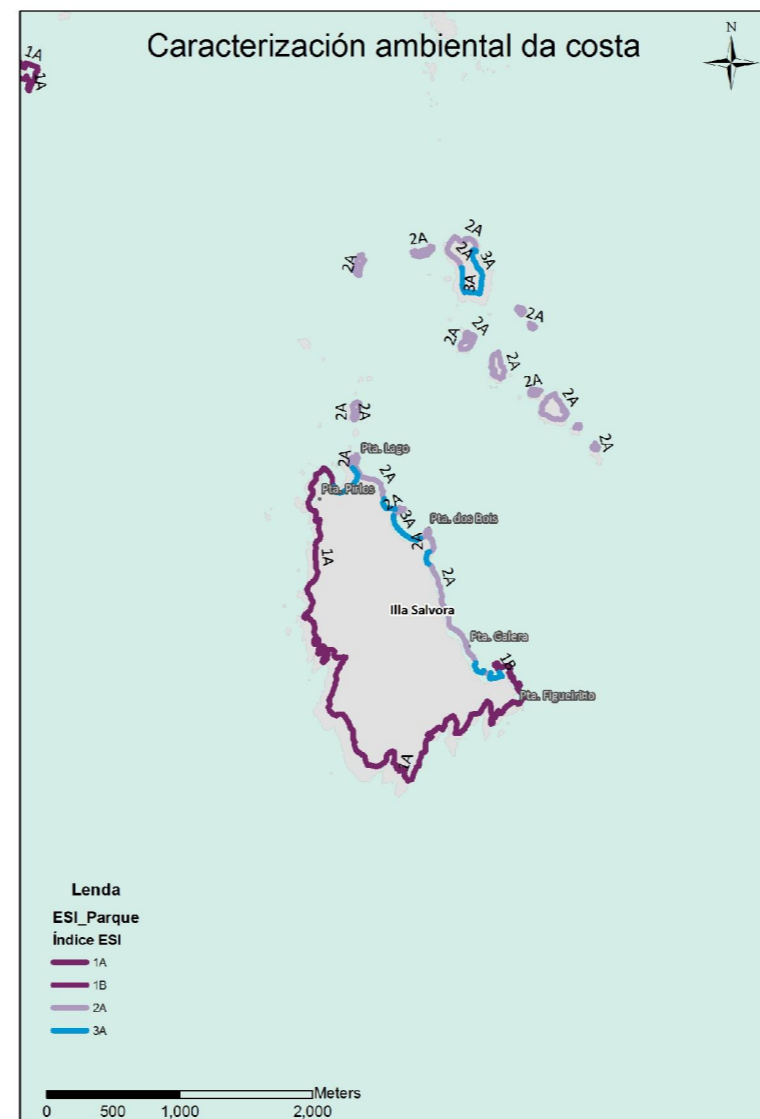 Caracterización ambiental da costa
N
1A
1A
2A
2A
2A
2A
3A
3A
2A
2A
2A
2A
2A
2A
2A
2A
2A
Pta. Lago
2A
2A
Pta. Pirlos
2A
3A
Pta. dos Bois
2A
1A
2A
Illa Salvora
Pta. Galera
1B
Pta. Figueiriño
1A
Lenda
ESI_Parque
Índice ESI
1A
1B
2A
3A
Meters
0 500 1,000 2,000